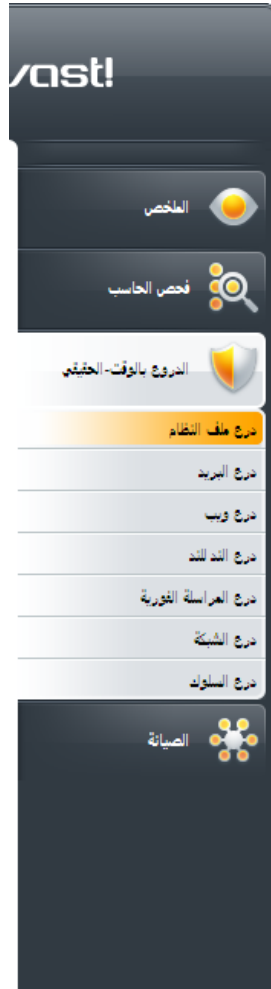 vast!
الملخص
فحص الحاسب
الدروع بالوقت-الحقيقي
درع ملف النظام
درع البريد
درع ويب
درع الند للند
درع المراسلة الفورية
درع الشبكة
درع السلوك
الصيانة